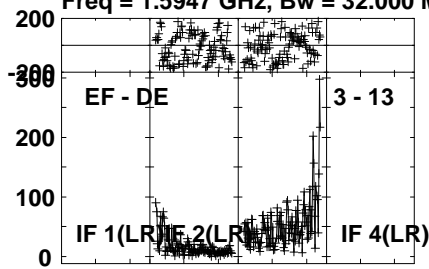 Freq = 1.5947 GHz, Bw = 32.000 M
200
-200
300
EF - DE 3 - 13
200
100
IF 1(LR) IF 2(LR) IF 4(LR)
0